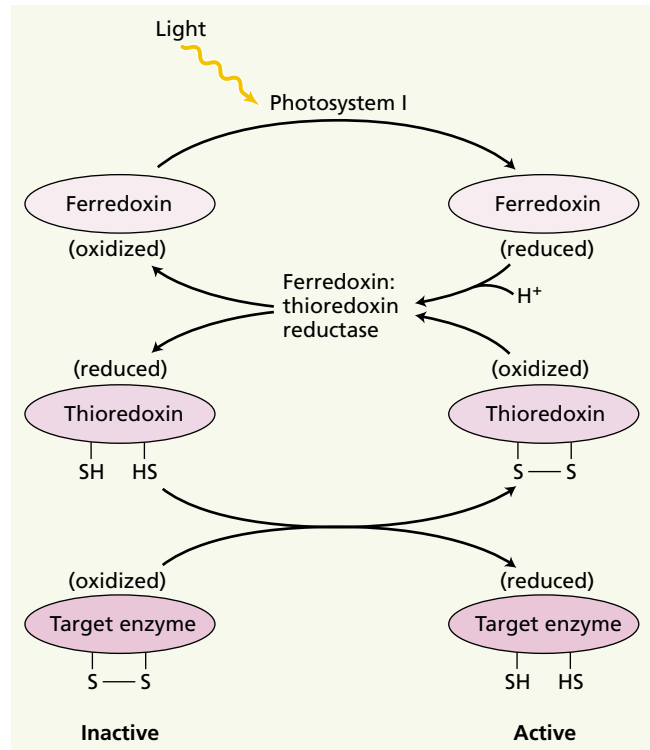 Light
Photosystem I
Ferredoxin
Ferredoxin
(oxidized)
(reduced)
Ferredoxin:
thioredoxin
reductase
H⁺
(reduced)
(oxidized)
Thioredoxin
Thioredoxin
SH HS
S S
(oxidized)
(reduced)
Target enzyme
Target enzyme
S S
SH HS
Inactive
Active